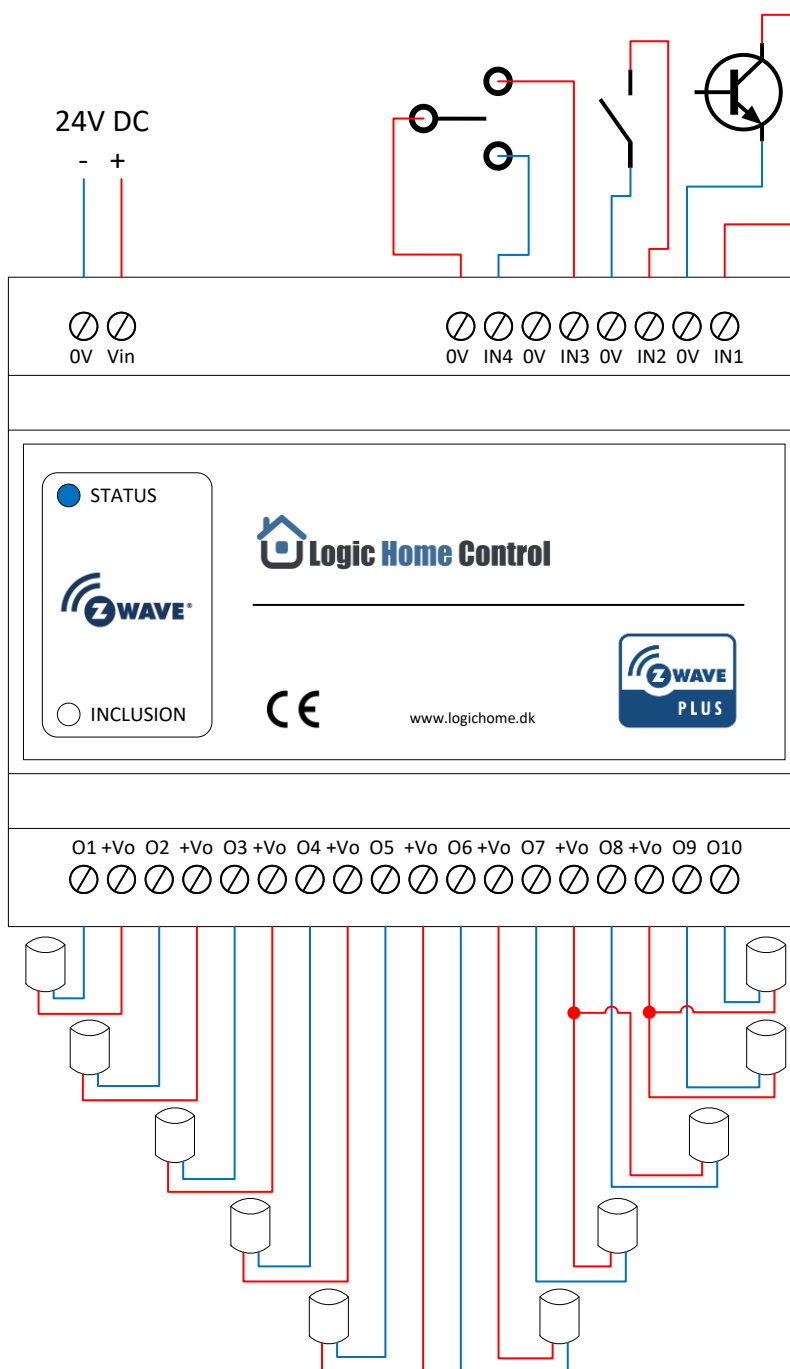 24V DC
- +
0V Vin 0V IN4 0V IN3 0V IN2 0V IN1
STATUS
Logic Home Control
Z WAVE®
Z WAVE
PLUS
INCLUSION
CE
www.logichome.dk
O1 +Vo O2 +Vo O3 +Vo O4 +Vo O5 +Vo O6 +Vo O7 +Vo O8 +Vo O9 O10